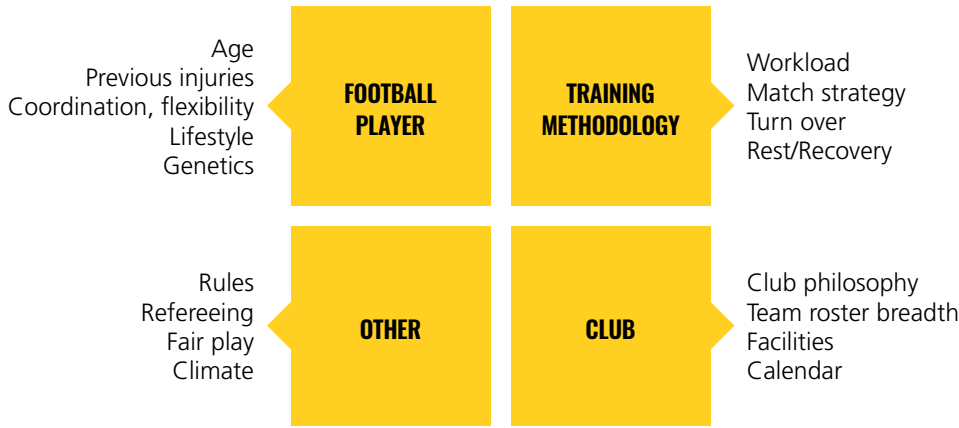 Age
Previous injuries
Coordination, flexibility
Lifestyle
Genetics
FOOTBALL
PLAYER
TRAINING
METHODOLOGY
Workload
Match strategy
Turn over
Rest/Recovery
Rules
Refereeing
Fair play
Climate
OTHER
CLUB
Club philosophy
Team roster breadth
Facilities
Calendar